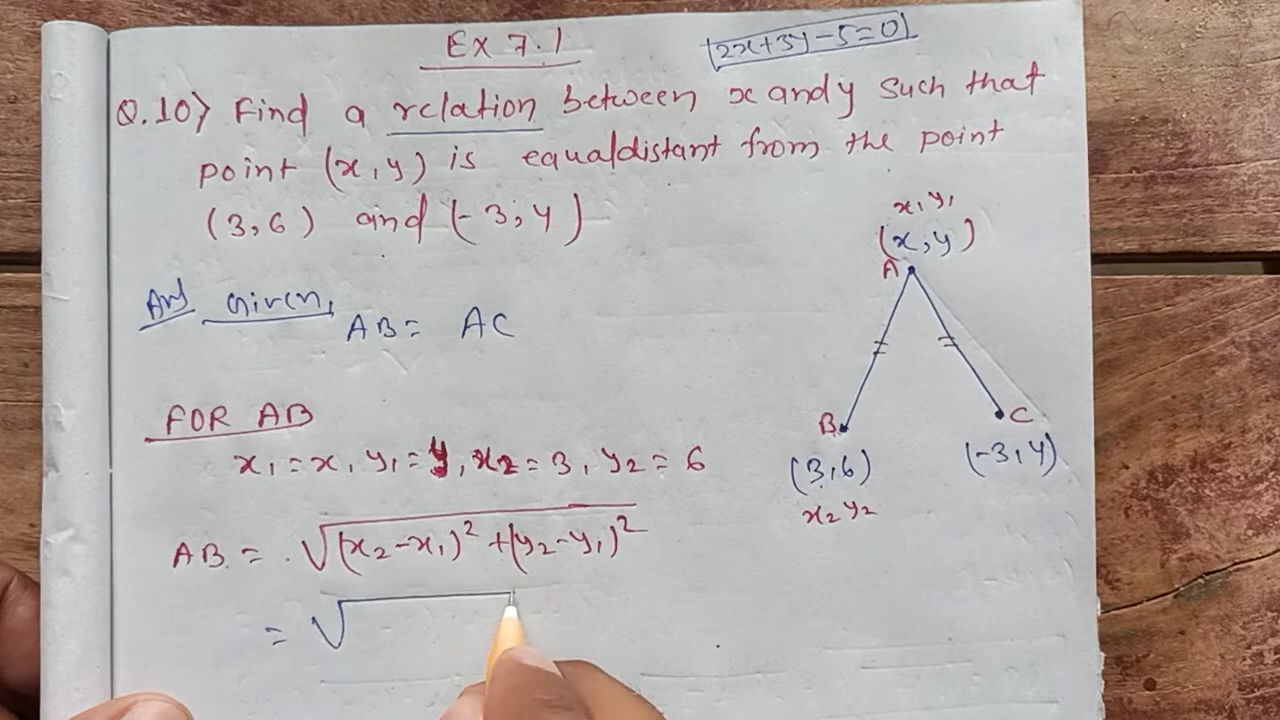 Ex 7.1
2x+3y-5=0
Q.10) Find a relation between x and y such that
point (x,y) is equaldistant from the point
(3,6) and (-3,4)
x1 y1
(x,y)
A
Ans Given,
AB = AC
FOR AB
B
C
x1=x, y1=y, x2=3, y2=6
(3,6)
(-3,4)
x2 y2
AB = √(x2-x1)² + (y2-y1)²
= √